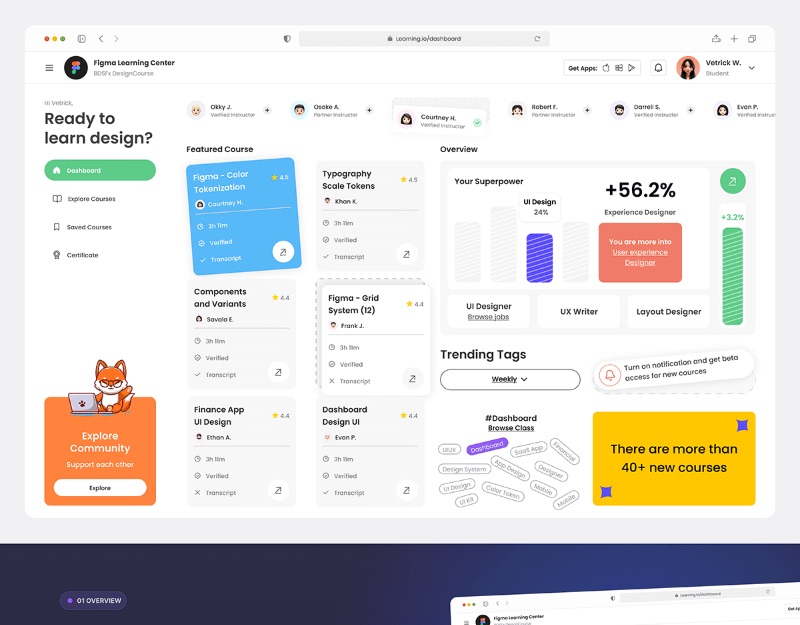 Learning.io/dashboard
Figma Learning Center
BDSFx DesignCourse
Get Apps:
Vetrick W.
Student
Hi Vetrick,
Ready to
learn design?
Dashboard
Explore Courses
Saved Courses
Certificate
Explore
Community
Support each other
Explore
Okky J.
Verified Instructor
Osoke A.
Partner Instructor
Courtney H.
Verified Instructor
Robert F.
Partner Instructor
Darrell S.
Verified Instructor
Evan P.
Verified Instruc
Featured Course
Figma - Color
Tokenization
4.5
Courtney H.
3h 11m
Verified
Transcript
Typography
Scale Tokens
4.5
Khan K.
3h 11m
Verified
Transcript
Components
and Variants
4.4
Savala E.
3h 11m
Verified
Transcript
Figma - Grid
System (12)
4.4
Frank J.
3h 11m
Verified
Transcript
Finance App
UI Design
4.4
Ethan A.
3h 11m
Verified
Transcript
Dashboard
Design UI
4.4
Evan P.
3h 11m
Verified
Transcript
Overview
Your Superpower
UI Design
24%
+56.2%
Experience Designer
You are more into
User experience
Designer
+3.2%
UI Designer
Browse jobs
UX Writer
Layout Designer
Trending Tags
Weekly
Turn on notification and get beta
access for new cources
#Dashboard
Browse Class
UIUX
Dashboard
SaaS App
Financial
Design System
App Design
Designer
UI Design
Color Token
Mobile
UI Kit
Mobile
There are more than
40+ new courses
01 OVERVIEW
Learning.io/dashboard
Figma Learning Center
Get Ap